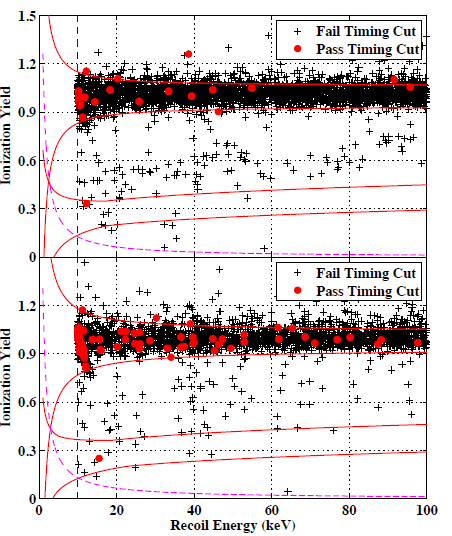 1.5
+ Fail Timing Cut
● Pass Timing Cut
1.2
0.9
0.6
0.3
0
Ionization Yield
+ Fail Timing Cut
● Pass Timing Cut
1.2
0.9
0.6
0.3
0
Ionization Yield
0 20 40 60 80 100
Recoil Energy (keV)